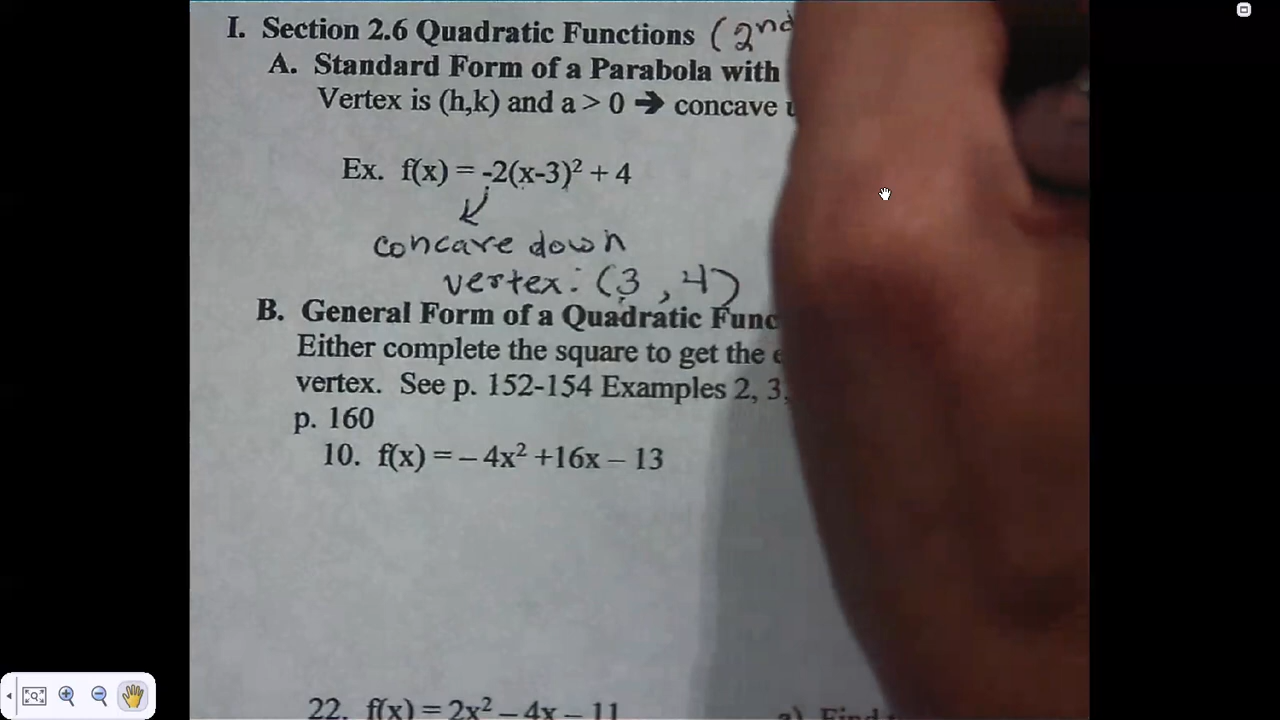 I. Section 2.6 Quadratic Functions (2nd
A. Standard Form of a Parabola with
Vertex is (h,k) and a > 0 ➔ concave
Ex. f(x) = -2(x-3)² + 4
concave down
vertex: (3, 4)
B. General Form of a Quadratic Func
Either complete the square to get the
vertex. See p. 152-154 Examples 2, 3,
p. 160
10. f(x) = – 4x² +16x – 13
22. f(x) = 2x² – 4x – 11
a) Find